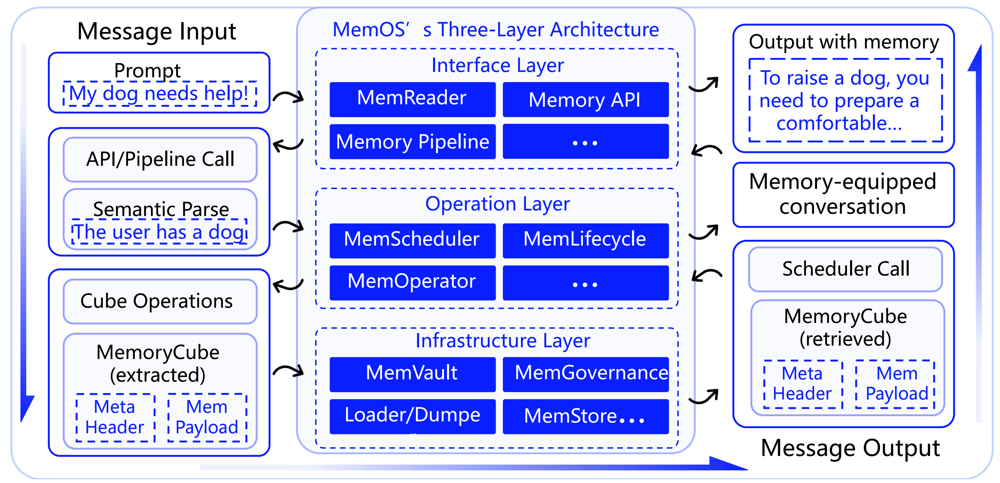 Message Input
Prompt
My dog needs help!
API/Pipeline Call
Semantic Parse
The user has a dog.
Cube Operations
MemoryCube
(extracted)
Meta
Header
Mem
Payload
MemOS’s Three-Layer Architecture
Interface Layer
MemReader
Memory API
Memory Pipeline
...
Operation Layer
MemScheduler
MemLifecycle
MemOperator
...
Infrastructure Layer
MemVault
MemGovernance
Loader/Dumpe
r
MemStore...
Output with memory
To raise a dog, you
need to prepare a
comfortable...
Memory-equipped
conversation
Scheduler Call
MemoryCube
(retrieved)
Meta
Header
Mem
Payload
Message Output